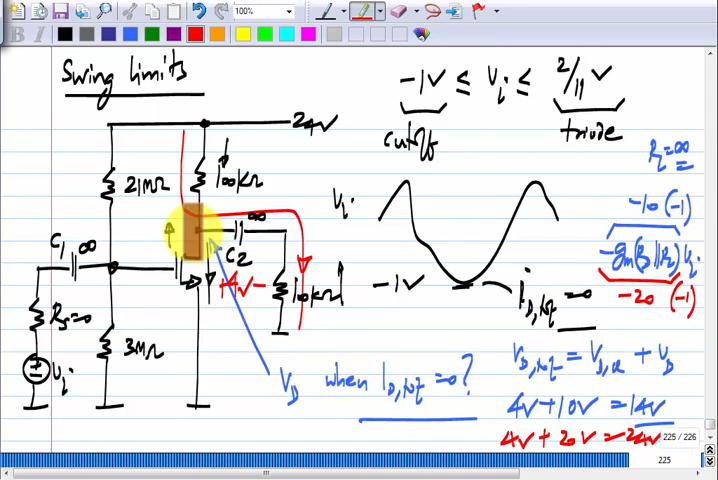 100%
B I
Swing limits
-1V ≤ Vi ≤ 2/11 V
cutoff
triode
24V
21MΩ
100kΩ
RL=∞
Vi
-10 (-1)
C1 ∞
∞
C2
-gm(RD||RL) Vi
-1V
iD,tot =0
-20 (-1)
+4V-
100kΩ
Rs=0
3MΩ
Vi
VD when ID,tot =0?
VD,tot = VD,Q + VD
4V+10V =14V
4V + 20V =24V
225 / 226
225